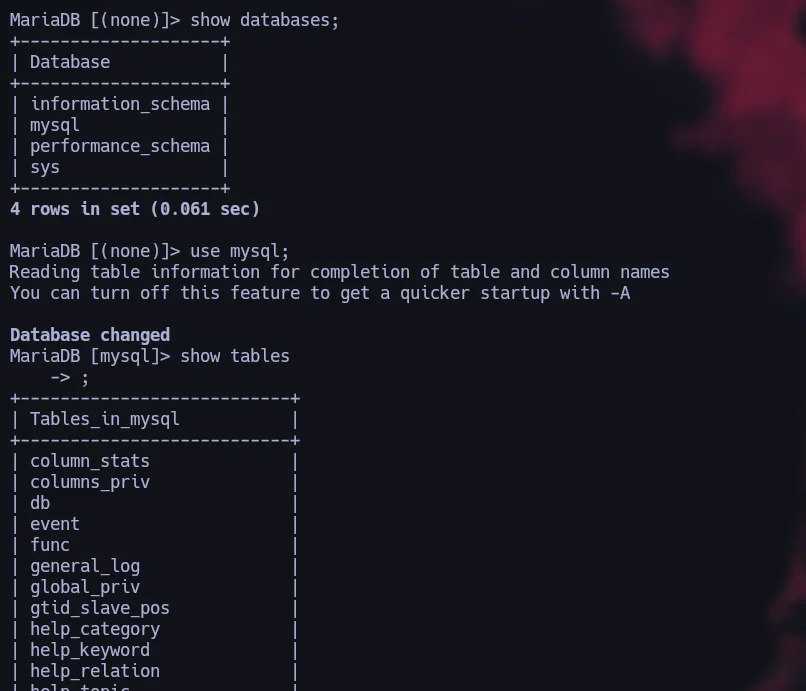 MariaDB [(none)]> show databases;
+--------------------+
| Database           |
+--------------------+
| information_schema |
| mysql              |
| performance_schema |
| sys                |
+--------------------+
4 rows in set (0.061 sec)
MariaDB [(none)]> use mysql;
Reading table information for completion of table and column names
You can turn off this feature to get a quicker startup with -A
Database changed
MariaDB [mysql]> show tables
    -> ;
+---------------------------+
| Tables_in_mysql           |
+---------------------------+
| column_stats              |
| columns_priv              |
| db                        |
| event                     |
| func                      |
| general_log               |
| global_priv               |
| gtid_slave_pos            |
| help_category             |
| help_keyword              |
| help_relation             |
| help_topic                |